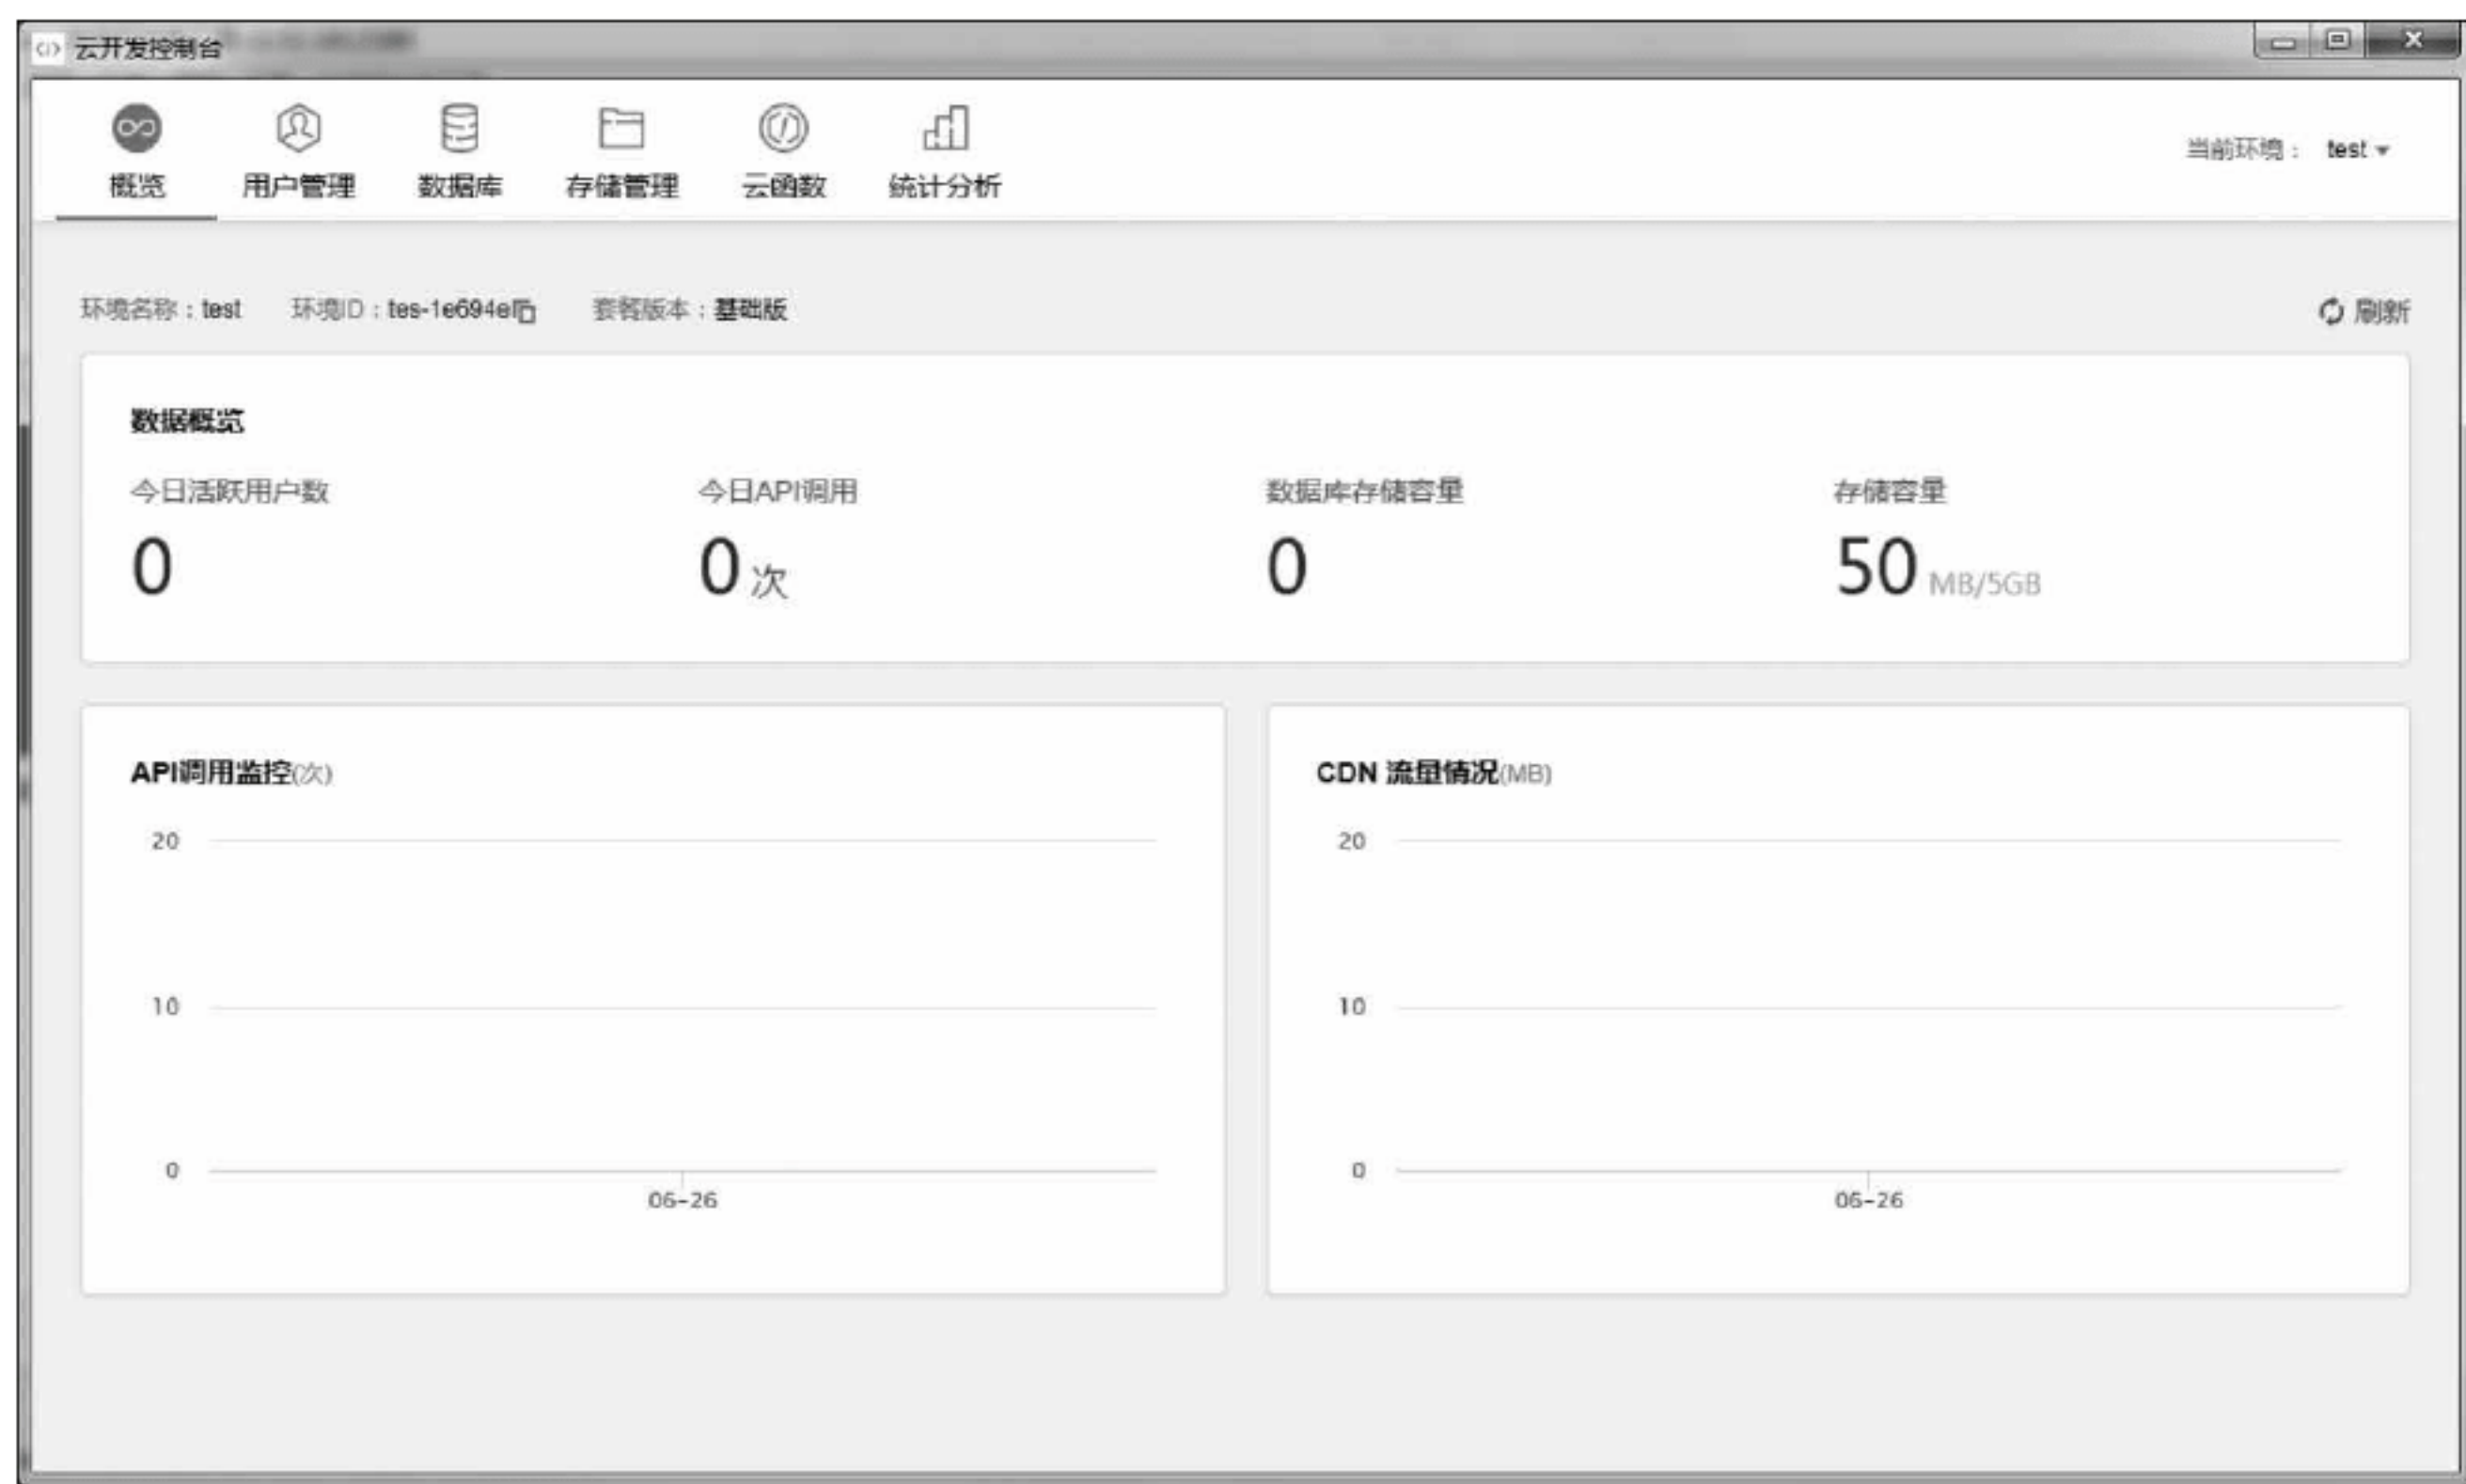 云开发控制台
概览 用户管理 数据库 存储管理 云函数 统计分析
当前环境： test
环境名称：test 环境ID： 套餐版本：基础版 刷新
数据概览
今日活跃用户数 今日API调用 数据库存储容量 存储容量
0 0次 0 50 MB/5GB
API调用监控(次) CDN 流量情况(MB)
20 20
10 10
0 0
06-26 06-26